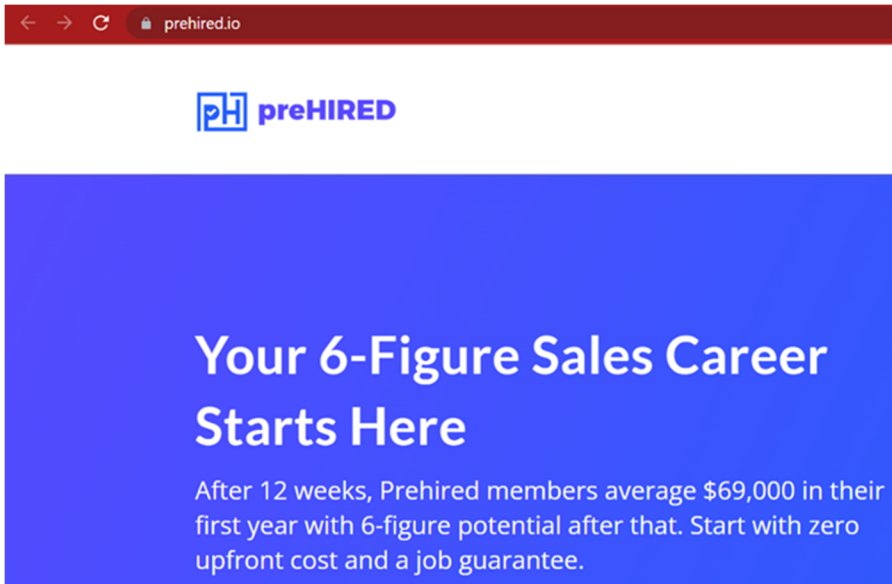 prehired.io
pH preHIRED
Your 6-Figure Sales Career
Starts Here
After 12 weeks, Prehired members average $69,000 in their
first year with 6-figure potential after that. Start with zero
upfront cost and a job guarantee.